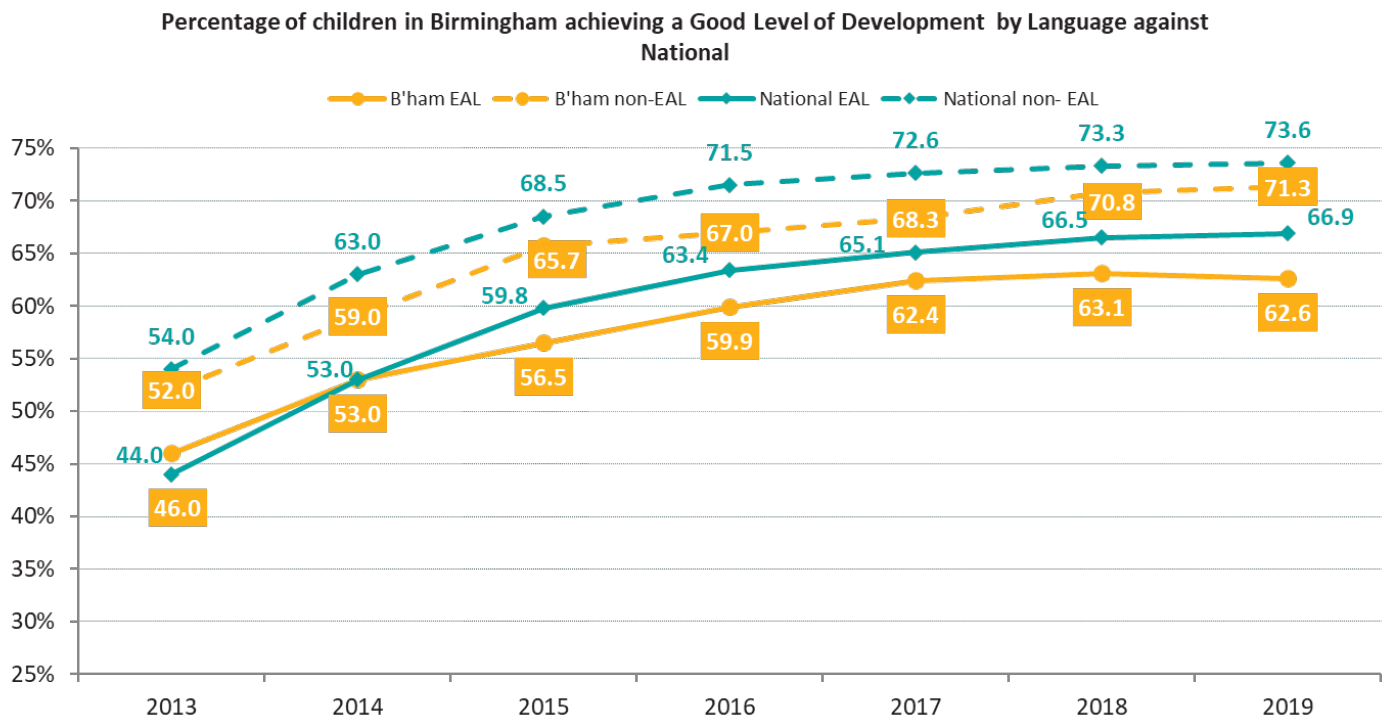 Percentage of children in Birmingham achieving a Good Level of Development by Language against
National
B'ham EAL B'ham non-EAL National EAL National non- EAL
75%
70%
65%
60%
55%
50%
45%
40%
35%
30%
25%
54.0 63.0 68.5 71.5 72.6 73.3 73.6
52.0 59.0 65.7 67.0 68.3 70.8 71.3
44.0 53.0 59.8 63.4 65.1 66.5 66.9
46.0 53.0 56.5 59.9 62.4 63.1 62.6
2013 2014 2015 2016 2017 2018 2019